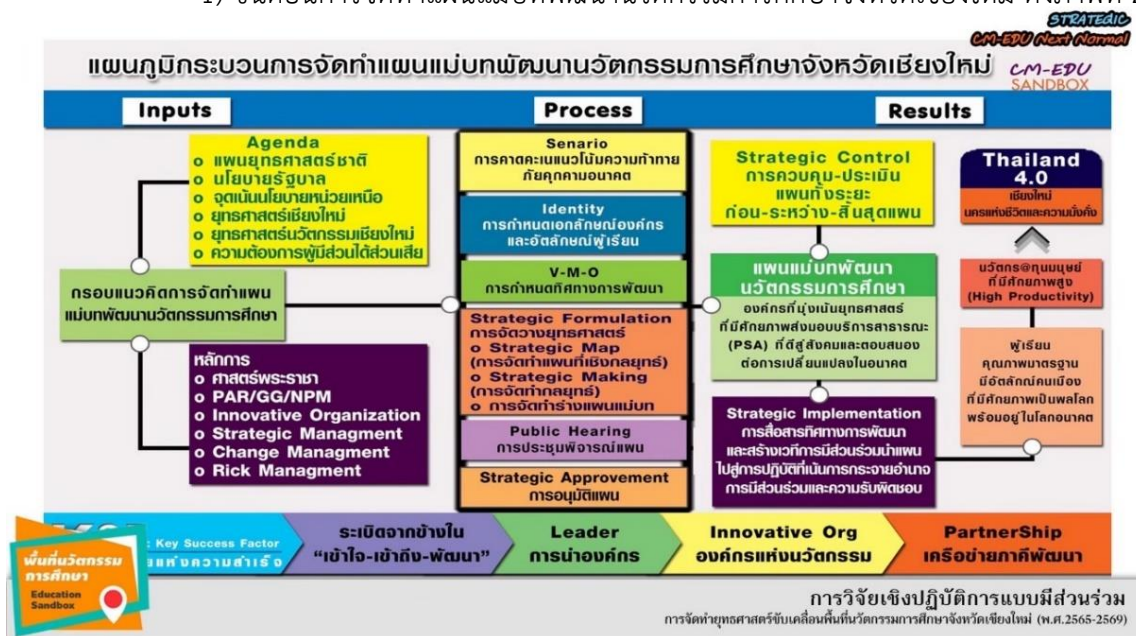 STRATEGIC
CM-EDU Next Normal
แผนภูมิกระบวนการจัดทำแผนแม่บทพัฒนานวัตกรรมการศึกษาจังหวัดเชียงใหม่
CM-EDU
SANDBOX
Inputs
Process
Results
Agenda
o แผนยุทธศาสตร์ชาติ
o นโยบายรัฐบาล
o จุดเน้นนโยบายหน่วยเหนือ
o ยุทธศาสตร์เชียงใหม่
o ยุทธศาสตร์นวัตกรรมเชียงใหม่
o ความต้องการผู้มีส่วนได้ส่วนเสีย
กรอบแนวคิดการจัดทำแผน
แม่บทพัฒนานวัตกรรมการศึกษา
หลักการ
o ศาสตร์พระราชา
o PAR/GG/NPM
o Innovative Organization
o Strategic Managment
o Change Managment
o Rick Managment
Senario
การคาดคะเนแนวโน้มความท้าทาย
ภัยคุกคามอนาคต
Identity
การกำหนดเอกลักษณ์องค์กร
และอัตลักษณ์ผู้เรียน
V-M-O
การกำหนดทิศทางการพัฒนา
Strategic Formulation
การจัดวางยุทธศาสตร์
o Strategic Map
(การจัดทำแผนที่เชิงกลยุทธ์)
o Strategic Making
(การจัดทำกลยุทธ์)
o การจัดทำร่างแผนแม่บท
Public Hearing
การประชุมพิจารณ์แผน
Strategic Approvement
การอนุมัติแผน
Strategic Control
การควบคุม-ประเมิน
แผนทั้งระยะ
ก่อน-ระหว่าง-สิ้นสุดแผน
แผนแม่บทพัฒนา
นวัตกรรมการศึกษา
องค์กรที่มุ่งเน้นยุทธศาสตร์
ที่มีศักยภาพส่งมอบบริการสาธารณะ
(PSA) ที่ดีสู่สังคมและตอบสนอง
ต่อการเปลี่ยนแปลงในอนาคต
Strategic Implementation
การสื่อสารทิศทางการพัฒนา
และสร้างเวทีการมีส่วนร่วมนำแผน
ไปสู่การปฏิบัติที่เน้นการกระจายอำนาจ
การมีส่วนร่วมและความรับผิดชอบ
Thailand
4.0
เชียงใหม่
นครแห่งชีวิตและความมั่งคั่ง
นวัตกร@ทุนมนุษย์
ที่มีศักยภาพสูง
(High Productivity)
ผู้เรียน
คุณภาพมาตรฐาน
มีอัตลักณ์คนเมือง
ที่มีศักยภาพเป็นพลโลก
พร้อมอยู่ในโลกอนาคต
: Key Success Factor
แห่งความสำเร็จ
ระเบิดจากข้างใน
"เข้าใจ-เข้าถึง-พัฒนา"
Leader
การนำองค์กร
Innovative Org
องค์กรแห่งนวัตกรรม
PartnerShip
เครือข่ายภาคีพัฒนา
พื้นที่นวัตกรรม
การศึกษา
Education
Sandbox
การวิจัยเชิงปฏิบัติการแบบมีส่วนร่วม
การจัดทำยุทธศาสตร์ขับเคลื่อนพื้นที่นวัตกรรมการศึกษาจังหวัดเชียงใหม่ (พ.ศ.2565-2569)